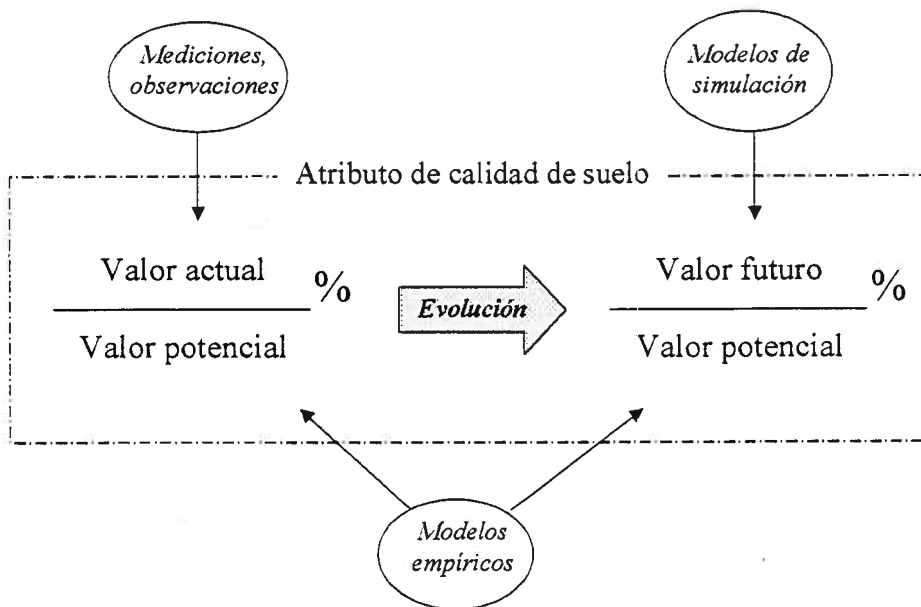 Mediciones,
observaciones
Modelos de
simulación
Atributo de calidad de suelo
Valor actual
%
Valor potencial
Evolución
Valor futuro
%
Valor potencial
Modelos
empíricos